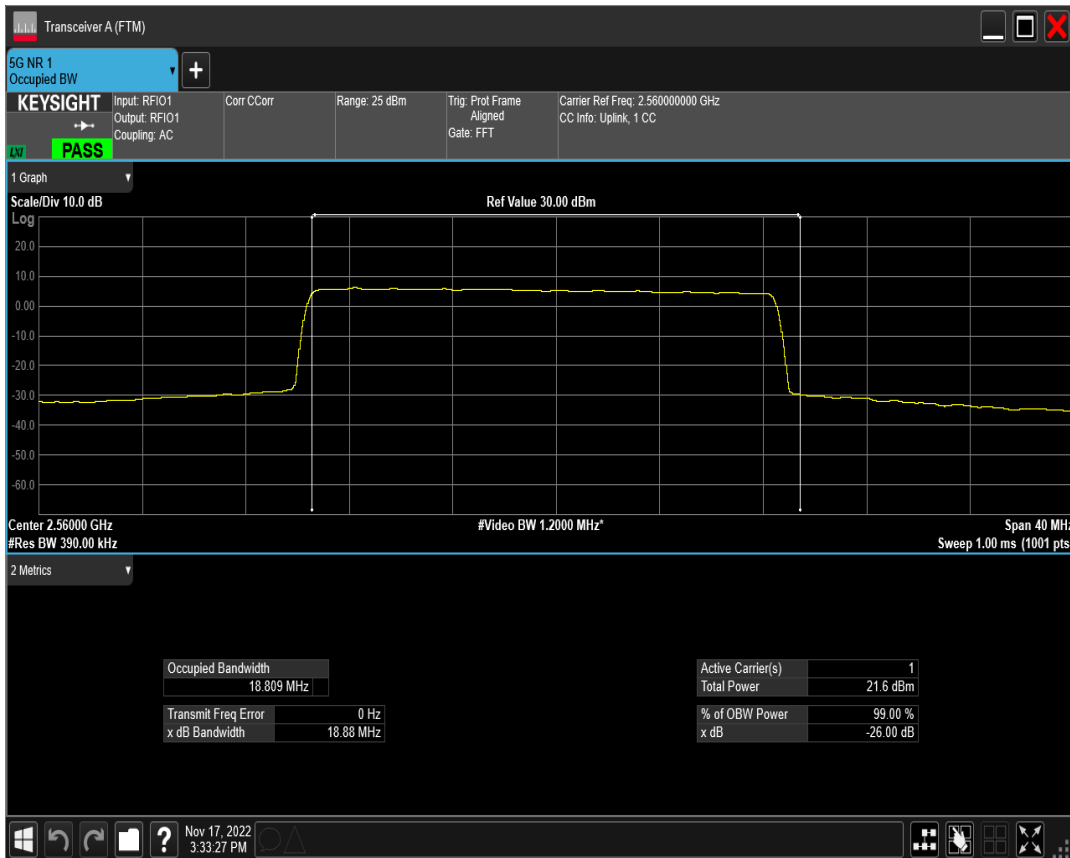 Transceiver A (FTM)
5G NR 1
Occupied BW
+
KEYSIGHT
LXI
PASS
Input: RFIO1
Output: RFIO1
Coupling: AC
Corr CCorr
Range: 25 dBm
Trig: Prot Frame
Aligned
Gate: FFT
Carrier Ref Freq: 2.560000000 GHz
CC Info: Uplink, 1 CC
1 Graph
Scale/Div 10.0 dB
Ref Value 30.00 dBm
Log
20.0
10.0
0.00
-10.0
-20.0
-30.0
-40.0
-50.0
-60.0
Center 2.56000 GHz
#Video BW 1.2000 MHz*
Span 40 MHz
#Res BW 390.00 kHz
Sweep 1.00 ms (1001 pts
2 Metrics
Occupied Bandwidth
18.809 MHz
Transmit Freq Error 0 Hz
x dB Bandwidth 18.88 MHz
Active Carrier(s) 1
Total Power 21.6 dBm
% of OBW Power 99.00 %
x dB -26.00 dB
?
Nov 17, 2022
3:33:27 PM